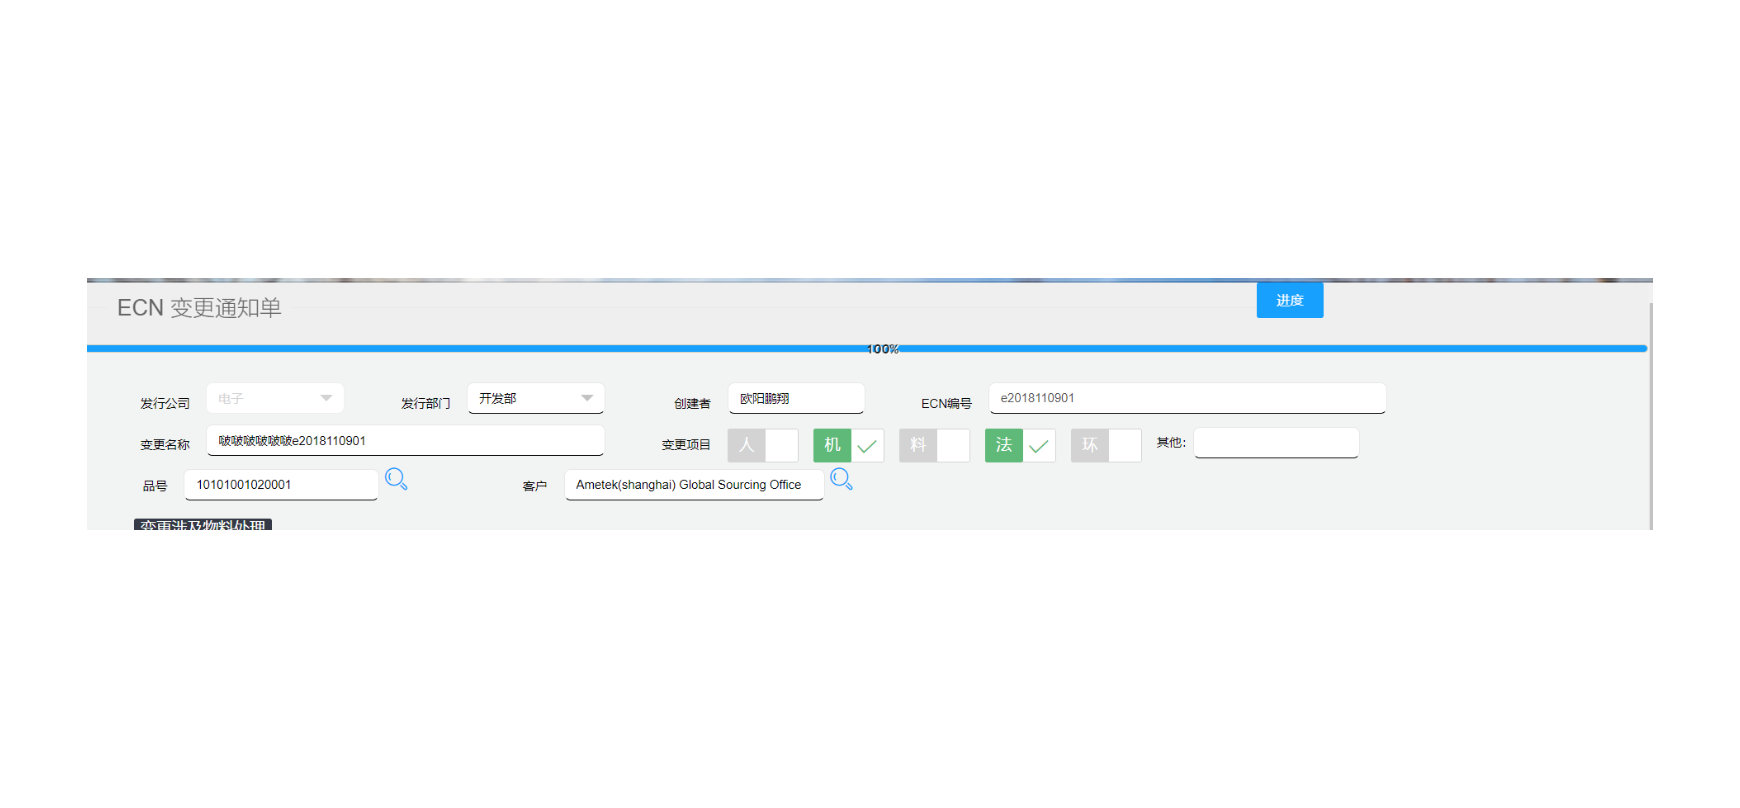 ECN 变更通知单
进度
100%
发行公司 电子 发行部门 开发部 创建者 欧阳鹏翔 ECN编号 e2018110901
变更名称 啵啵啵啵啵啵e2018110901 变更项目 人 机 料 法 环 其他:
品号 10101001020001 客户 Ametek(shanghai) Global Sourcing Office
变更涉及物料处理